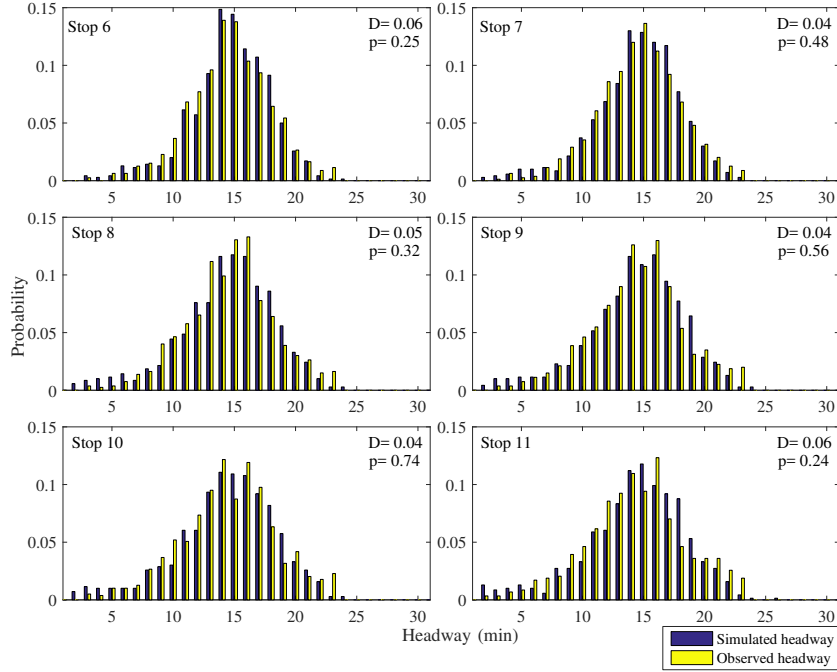 Stop 6
D= 0.06
p= 0.25
0.15
0.1
0.05
0
5 10 15 20 25 30
Stop 7
D= 0.04
p= 0.48
0.15
0.1
0.05
0
5 10 15 20 25 30
Stop 8
D= 0.05
p= 0.32
0.15
0.1
0.05
0
5 10 15 20 25 30
Stop 9
D= 0.04
p= 0.56
0.15
0.1
0.05
0
5 10 15 20 25 30
Probability
Stop 10
D= 0.04
p= 0.74
0.15
0.1
0.05
0
5 10 15 20 25 30
Stop 11
D= 0.06
p= 0.24
0.15
0.1
0.05
0
5 10 15 20 25 30
Headway (min)
Simulated headway
Observed headway